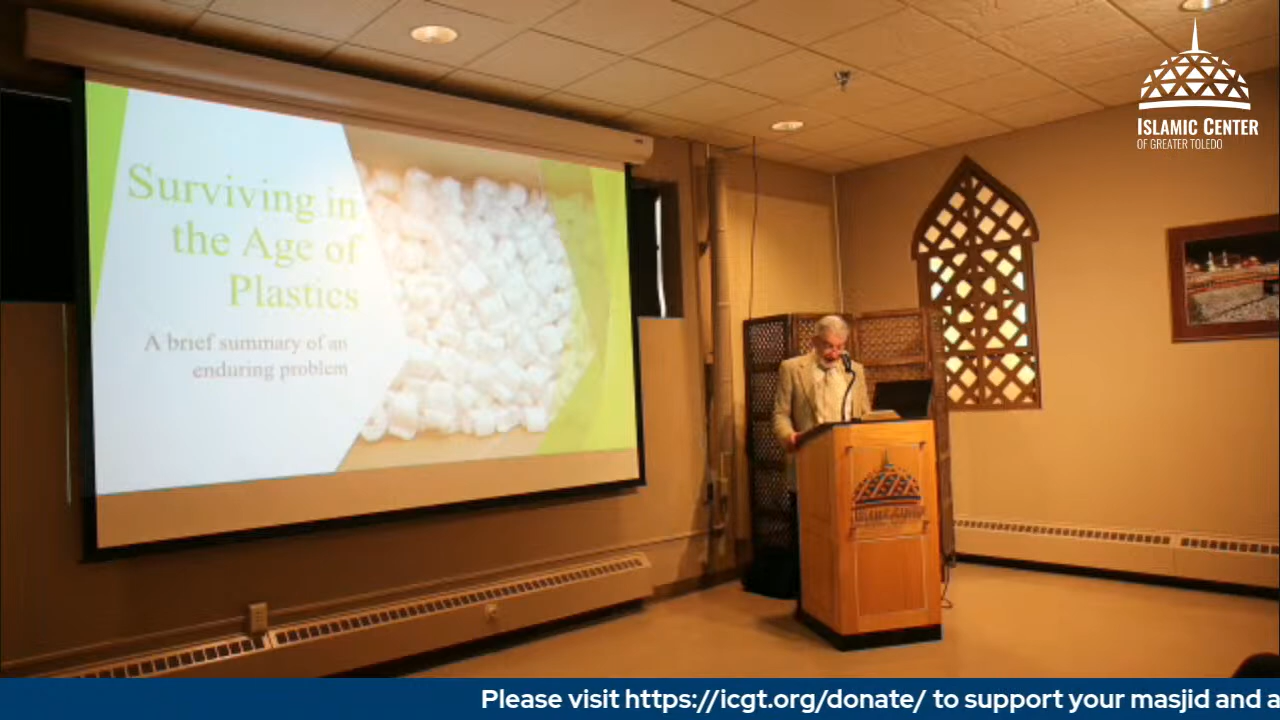 Surviving in
the Age of
Plastics
A brief summary of an
enduring problem
ISLAMIC CENTER
OF GREATER TOLEDO
Please visit https://icgt.org/donate/ to support your masjid and a